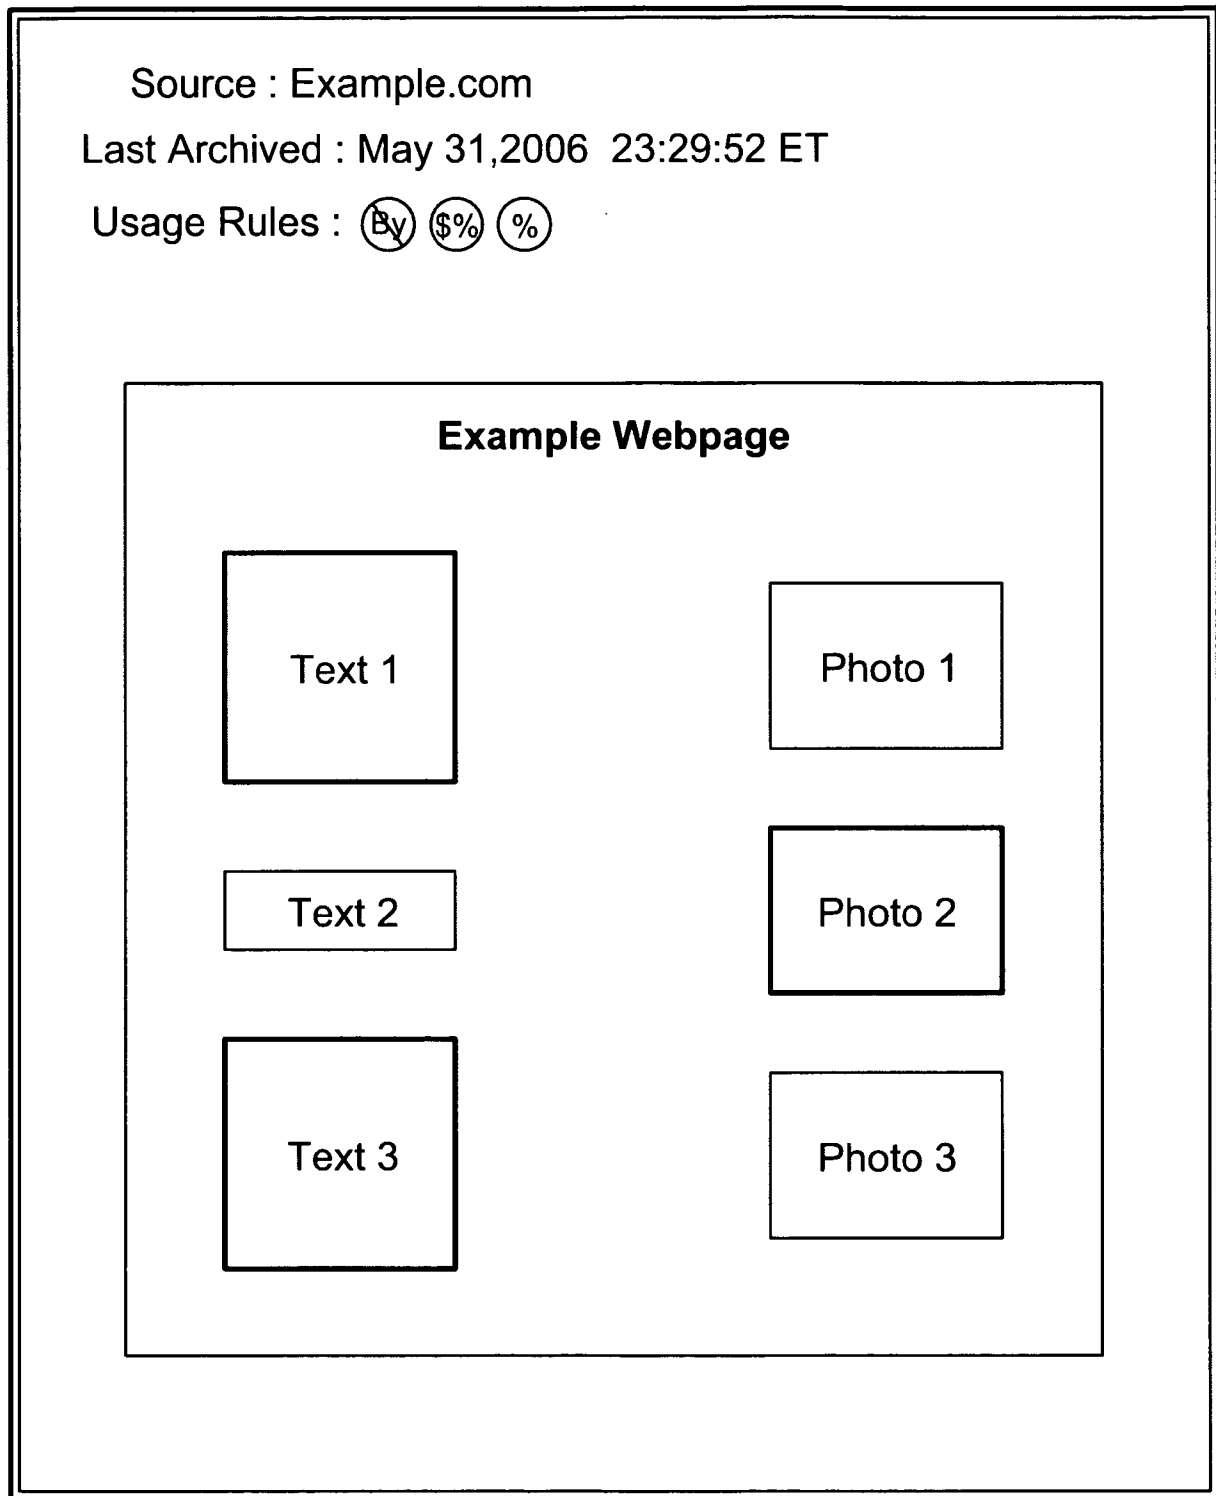 Source : Example.com
Last Archived : May 31,2006 23:29:52 ET
Usage Rules : By $% %
Example Webpage
Text 1
Photo 1
Text 2
Photo 2
Text 3
Photo 3